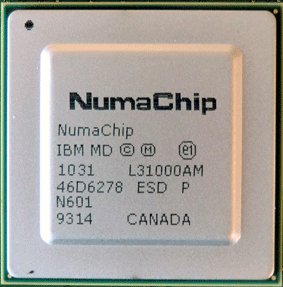 NumaChip
NumaChip
IBM MD Ⓒ Ⓜ e1
1031 L31000AM
46D6278 ESD P
N601
9314 CANADA